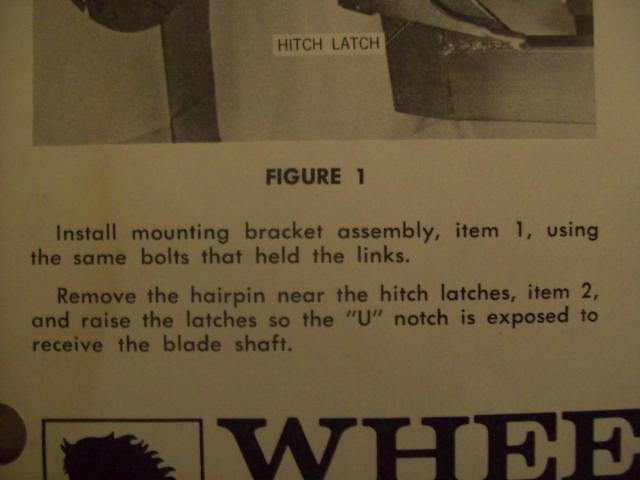 HITCH LATCH
FIGURE 1
Install mounting bracket assembly, item 1, using
the same bolts that held the links.
Remove the hairpin near the hitch latches, item 2,
and raise the latches so the "U" notch is exposed to
receive the blade shaft.
WHEE